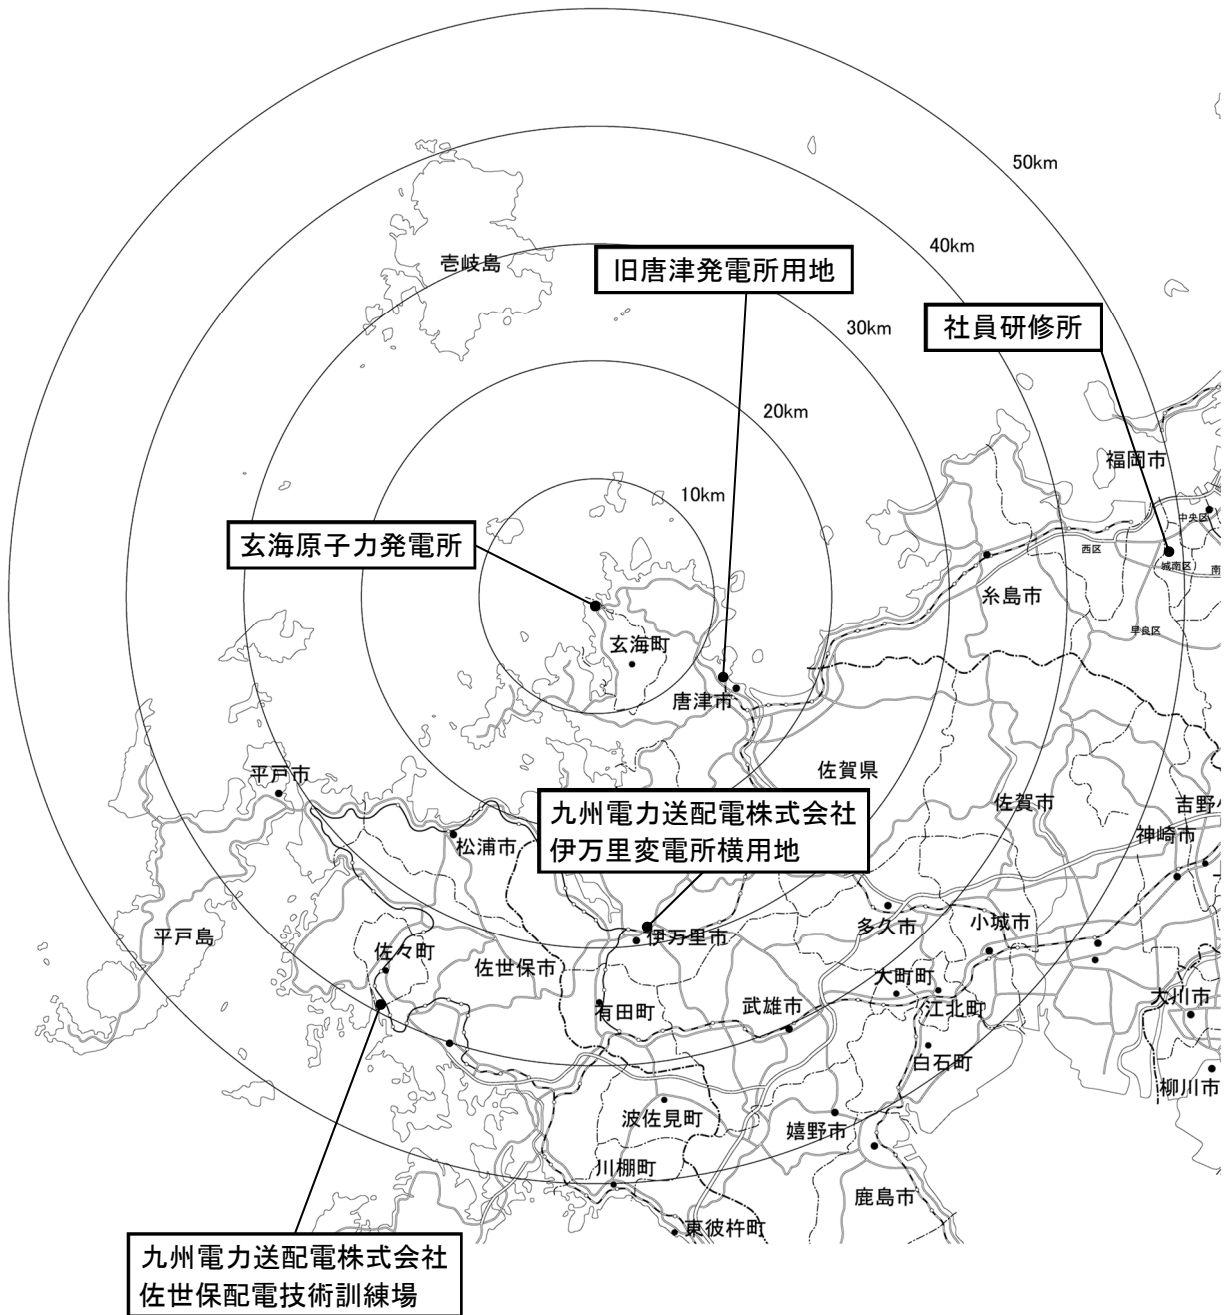 50km
40km
壱岐島
旧唐津発電所用地
30km
社員研修所
20km
福岡市
10km
中央区
玄海原子力発電所
西区
城南区
南
糸島市
早良区
玄海町
唐津市
佐賀県
平戸市
九州電力送配電株式会社
伊万里変電所横用地
佐賀市
吉野
神崎市
松浦市
多久市
小城市
平戸島
伊万里市
佐々町
佐世保市
大町町
有田町
武雄市
江北町
大川市
白石町
柳川市
波佐見町
嬉野市
川棚町
鹿島市
東彼杵町
九州電力送配電株式会社
佐世保配電技術訓練場